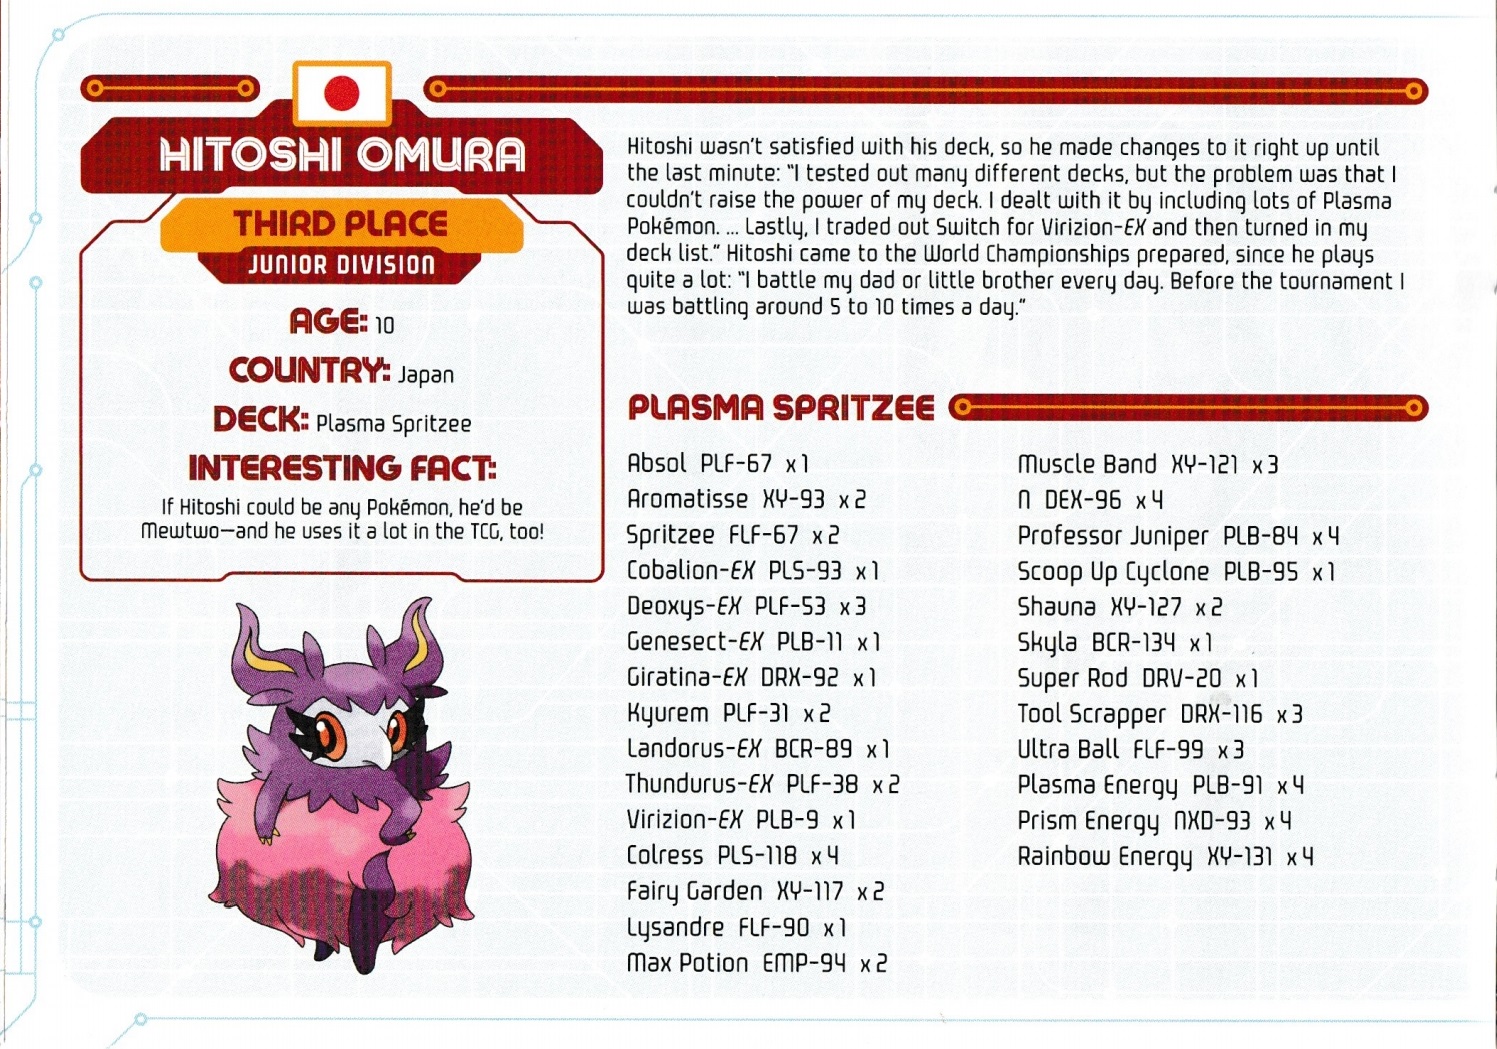 HITOSHI OMURA
THIRD PLACE
JUNIOR DIVISION
AGE: 10
COUNTRY: Japan
DECK: Plasma Spritzee
INTERESTING FACT:
If Hitoshi could be any Pokémon, he'd be
Mewtwo—and he uses it a lot in the TCG, too!
Hitoshi wasn't satisfied with his deck, so he made changes to it right up until
the last minute: "I tested out many different decks, but the problem was that I
couldn't raise the power of my deck. I dealt with it by including lots of Plasma
Pokémon. ... Lastly, I traded out Switch for Virizion-EX and then turned in my
deck list." Hitoshi came to the World Championships prepared, since he plays
quite a lot: "I battle my dad or little brother every day. Before the tournament I
was battling around 5 to 10 times a day."
PLASMA SPRITZEE
Absol PLF-67 x1
Aromatisse XY-93 x2
Spritzee FLF-67 x2
Cobalion-EX PLS-93 x1
Deoxys-EX PLF-53 x3
Genesect-EX PLB-11 x1
Giratina-EX DRX-92 x1
Kyurem PLF-31 x2
Landorus-EX BCR-89 x1
Thundurus-EX PLF-38 x2
Virizion-EX PLB-9 x1
Colress PLS-118 x4
Fairy Garden XY-117 x2
Lysandre FLF-90 x1
Max Potion EMP-94 x2
Muscle Band XY-121 x3
N DEX-96 x4
Professor Juniper PLB-84 x4
Scoop Up Cyclone PLB-95 x1
Shauna XY-127 x2
Skyla BCR-134 x1
Super Rod DRV-20 x1
Tool Scrapper DRX-116 x3
Ultra Ball FLF-99 x3
Plasma Energy PLB-91 x4
Prism Energy NXD-93 x4
Rainbow Energy XY-131 x4